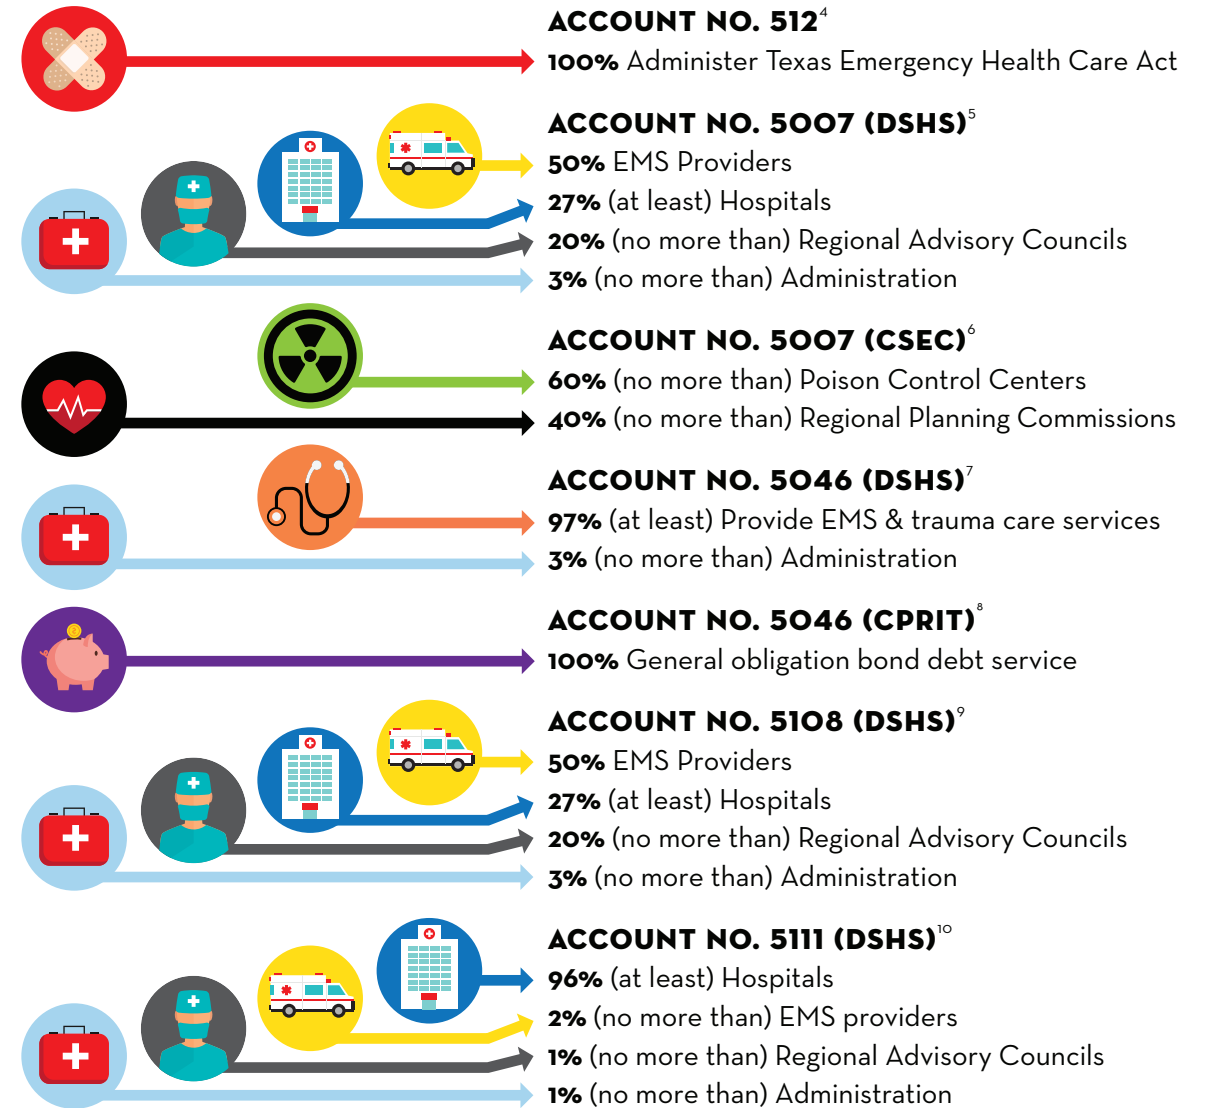 ACCOUNT NO. 512⁴
100% Administer Texas Emergency Health Care Act
ACCOUNT NO. 5007 (DSHS)⁵
50% EMS Providers
27% (at least) Hospitals
20% (no more than) Regional Advisory Councils
3% (no more than) Administration
ACCOUNT NO. 5007 (CSEC)⁶
60% (no more than) Poison Control Centers
40% (no more than) Regional Planning Commissions
ACCOUNT NO. 5046 (DSHS)⁷
97% (at least) Provide EMS & trauma care services
3% (no more than) Administration
ACCOUNT NO. 5046 (CPRIT)⁸
100% General obligation bond debt service
ACCOUNT NO. 5108 (DSHS)⁹
50% EMS Providers
27% (at least) Hospitals
20% (no more than) Regional Advisory Councils
3% (no more than) Administration
ACCOUNT NO. 5111 (DSHS)¹⁰
96% (at least) Hospitals
2% (no more than) EMS providers
1% (no more than) Regional Advisory Councils
1% (no more than) Administration